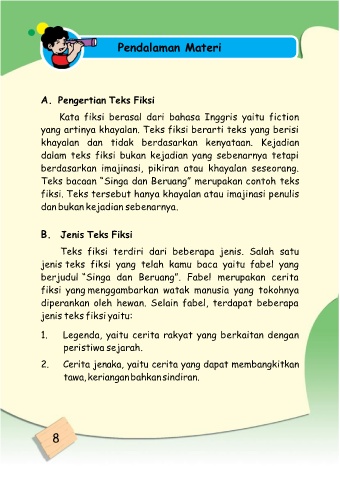 Pendalaman Materi
A. Pengertian Teks Fiksi
Kata fiksi berasal dari bahasa Inggris yaitu fiction
yang artinya khayalan. Teks fiksi berarti teks yang berisi
khayalan dan tidak berdasarkan kenyataan. Kejadian
dalam teks fiksi bukan kejadian yang sebenarnya tetapi
berdasarkan imajinasi, pikiran atau khayalan seseorang.
Teks bacaan “Singa dan Beruang” merupakan contoh teks
fiksi. Teks tersebut hanya khayalan atau imajinasi penulis
dan bukan kejadian sebenarnya.
B. Jenis Teks Fiksi
Teks fiksi terdiri dari beberapa jenis. Salah satu
jenis teks fiksi yang telah kamu baca yaitu fabel yang
berjudul “Singa dan Beruang”. Fabel merupakan cerita
fiksi yang menggambarkan watak manusia yang tokohnya
diperankan oleh hewan. Selain fabel, terdapat beberapa
jenis teks fiksi yaitu:
1. Legenda, yaitu cerita rakyat yang berkaitan dengan
peristiwa sejarah.
2. Cerita jenaka, yaitu cerita yang dapat membangkitkan
tawa, keriangan bahkan sindiran.
8